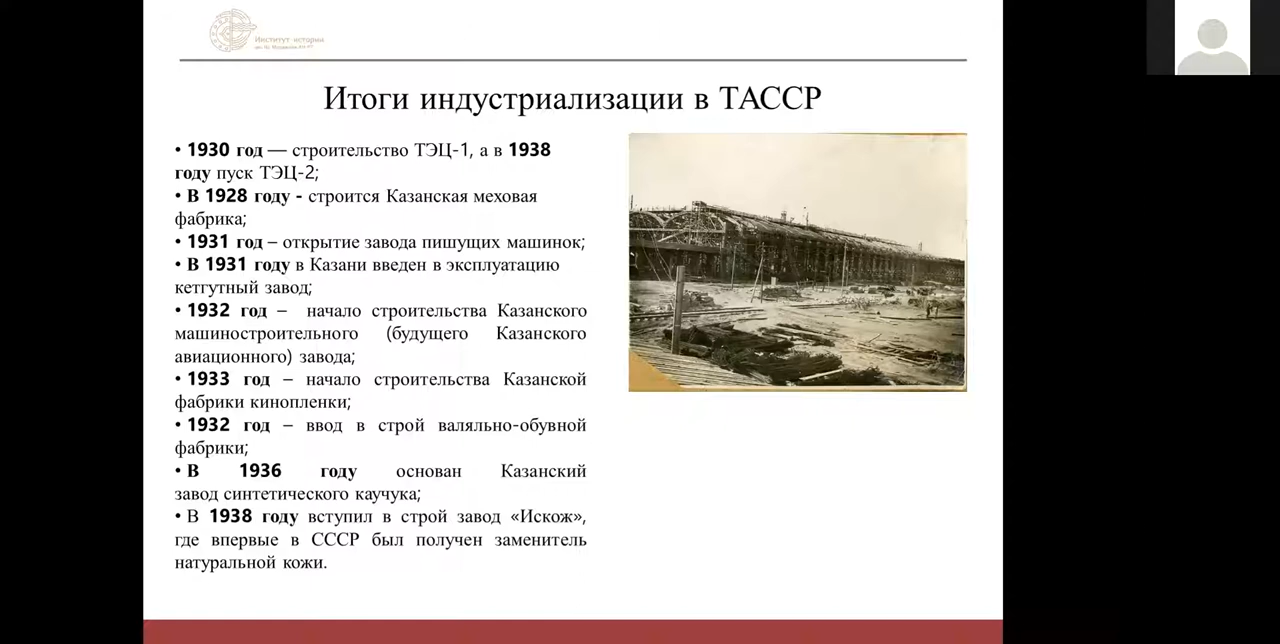 Институт истории
Итоги индустриализации в ТАССР
• 1930 год — строительство ТЭЦ-1, а в 1938
году пуск ТЭЦ-2;
• В 1928 году - строится Казанская меховая
фабрика;
• 1931 год – открытие завода пишущих машинок;
• В 1931 году в Казани введен в эксплуатацию
кетгутный завод;
• 1932 год – начало строительства Казанского
машиностроительного (будущего Казанского
авиационного) завода;
• 1933 год – начало строительства Казанской
фабрики кинопленки;
• 1932 год – ввод в строй валяльно-обувной
фабрики;
• В 1936 году основан Казанский
завод синтетического каучука;
• В 1938 году вступил в строй завод «Искож»,
где впервые в СССР был получен заменитель
натуральной кожи.